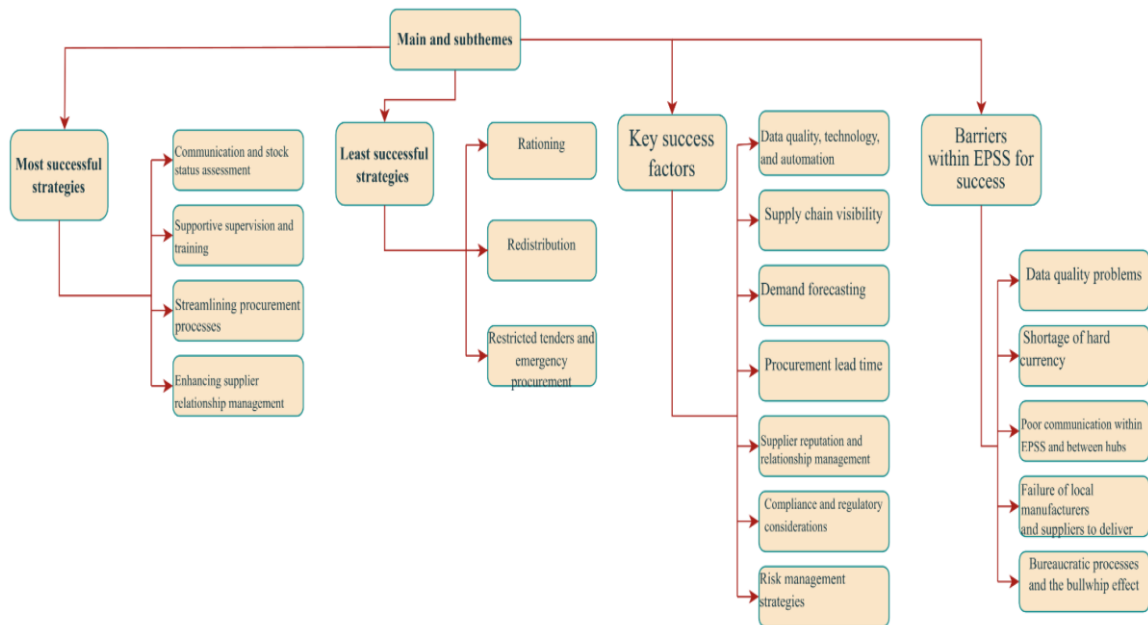 Main and subthemes
Most successful
strategies
Communication and stock
status assessment
Supportive supervision and
training
Streamlining procurement
processes
Enhancing supplier
relationship management
Least successful
strategies
Rationing
Redistribution
Restricted tenders and
emergency
procurement
Key success
factors
Data quality, technology,
and automation
Supply chain visibility
Demand forecasting
Procurement lead time
Supplier reputation and
relationship management
Compliance and regulatory
considerations
Risk management
strategies
Barriers
within EPSS for
success
Data quality problems
Shortage of hard
currency
Poor communication within
EPSS and between hubs
Failure of local
manufacturers
and suppliers to deliver
Bureaucratic processes
and the bullwhip effect